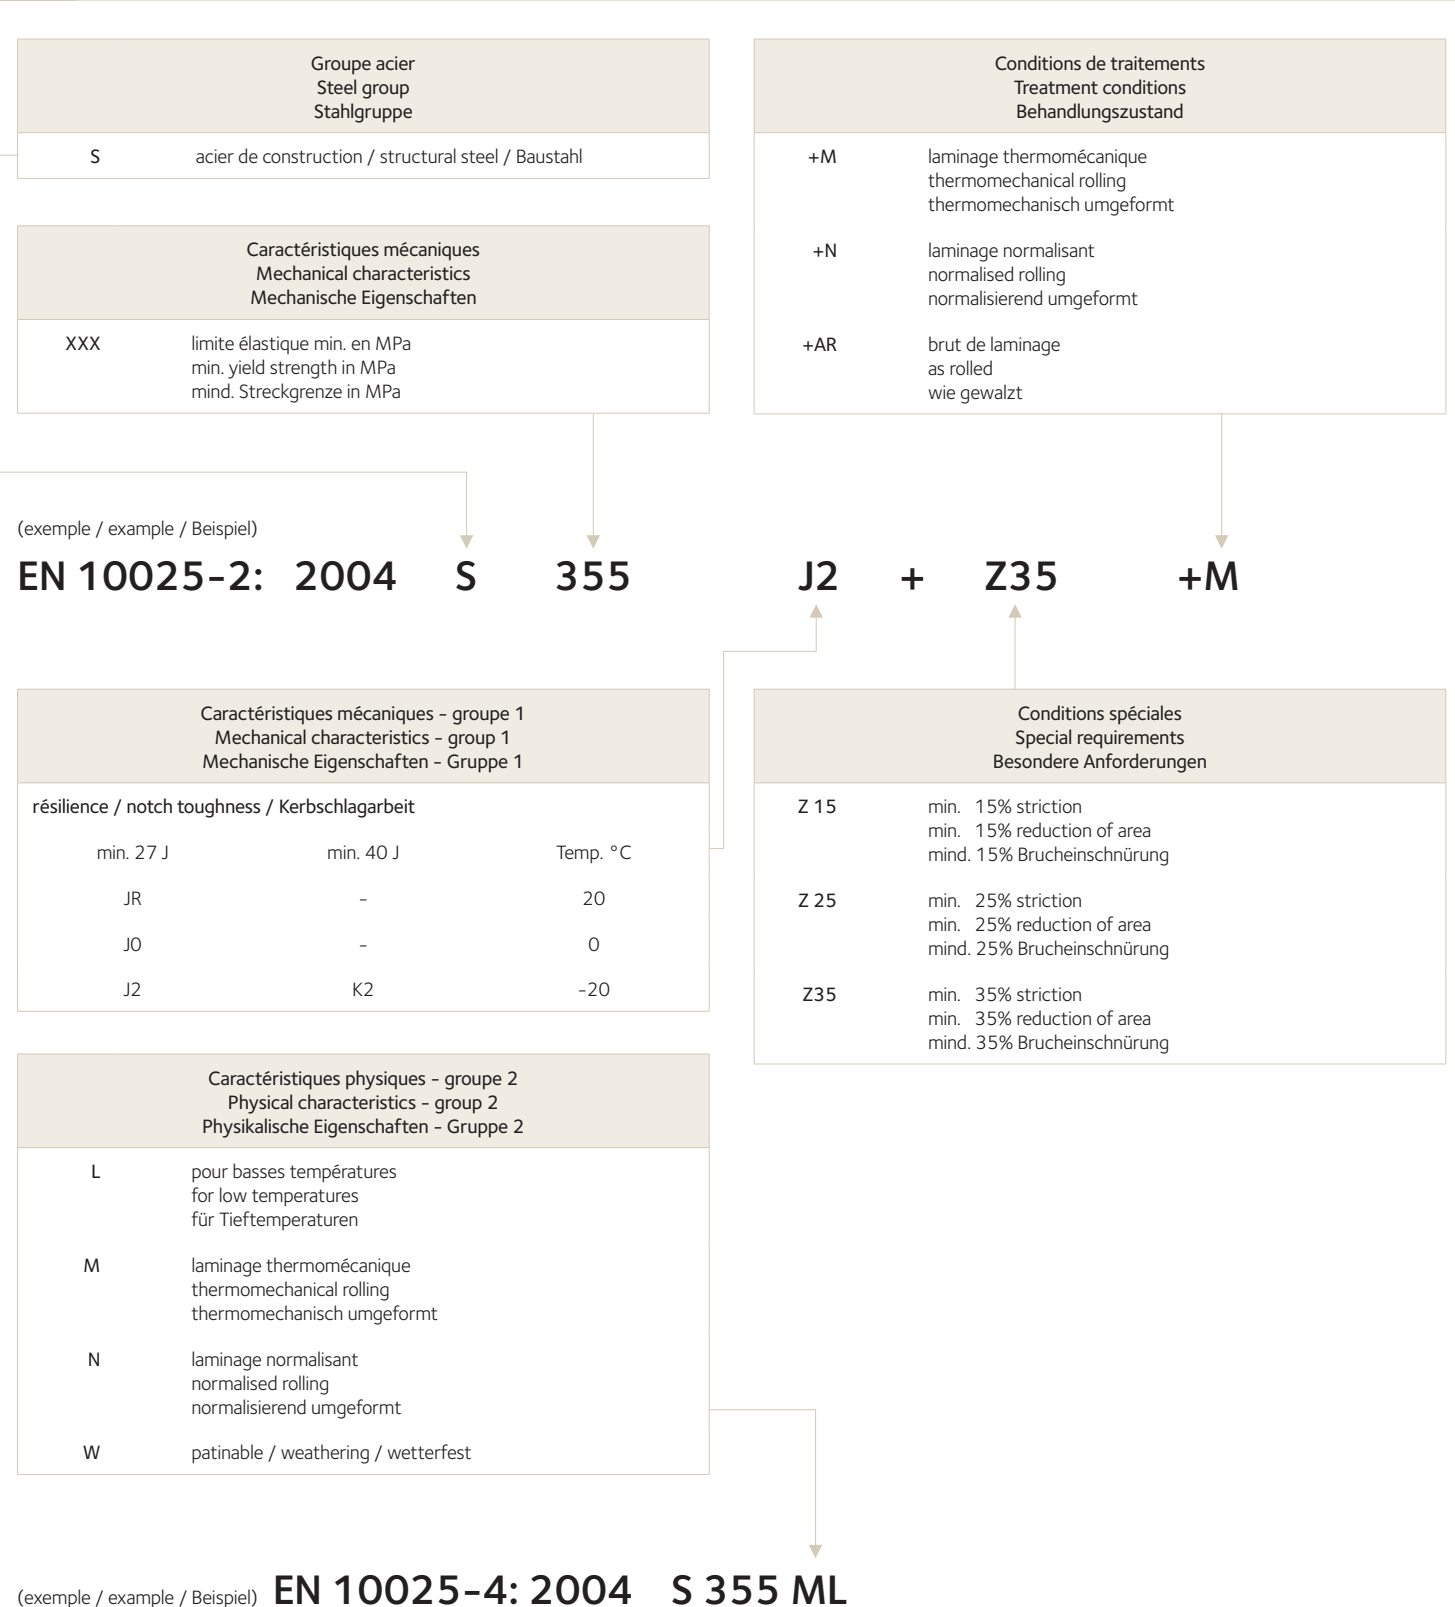 Groupe acier
Steel group
Stahlgruppe
S acier de construction / structural steel / Baustahl
Caractéristiques mécaniques
Mechanical characteristics
Mechanische Eigenschaften
XXX limite élastique min. en MPa
min. yield strength in MPa
mind. Streckgrenze in MPa
Conditions de traitements
Treatment conditions
Behandlungszustand
+M laminage thermomécanique
thermomechanical rolling
thermomechanisch umgeformt
+N laminage normalisant
normalised rolling
normalisierend umgeformt
+AR brut de laminage
as rolled
wie gewalzt
(exemple / example / Beispiel)
EN 10025-2: 2004 S 355 J2 + Z35 +M
Caractéristiques mécaniques - groupe 1
Mechanical characteristics - group 1
Mechanische Eigenschaften - Gruppe 1
résilience / notch toughness / Kerbschlagarbeit
min. 27 J min. 40 J Temp. °C
JR - 20
J0 - 0
J2 K2 -20
Conditions spéciales
Special requirements
Besondere Anforderungen
Z 15 min. 15% striction
min. 15% reduction of area
mind. 15% Brucheinschnürung
Z 25 min. 25% striction
min. 25% reduction of area
mind. 25% Brucheinschnürung
Z35 min. 35% striction
min. 35% reduction of area
mind. 35% Brucheinschnürung
Caractéristiques physiques - groupe 2
Physical characteristics - group 2
Physikalische Eigenschaften - Gruppe 2
L pour basses températures
for low temperatures
für Tieftemperaturen
M laminage thermomécanique
thermomechanical rolling
thermomechanisch umgeformt
N laminage normalisant
normalised rolling
normalisierend umgeformt
W patinable / weathering / wetterfest
(exemple / example / Beispiel) EN 10025-4: 2004 S 355 ML